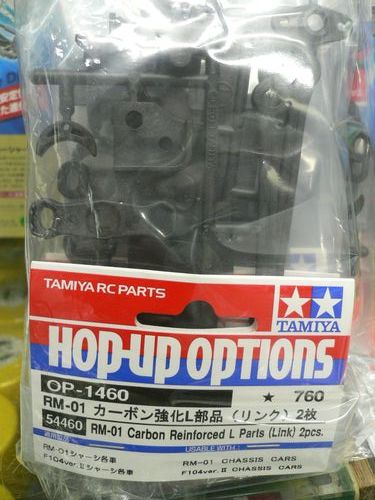 TAMIYA RC PARTS
TAMIYA
HOP-UP OPTIONS
OP-1460
★ 760
RM-01 カーボン強化L部品(リンク)2枚
54460 RM-01 Carbon Reinforced L Parts (Link) 2pcs.
USABLE WITH
RM-01シャーシ各車
RM-01 CHASSIS CARS
F104ver.Ⅱシャーシ各車
F104ver.Ⅱ CHASSIS CARS